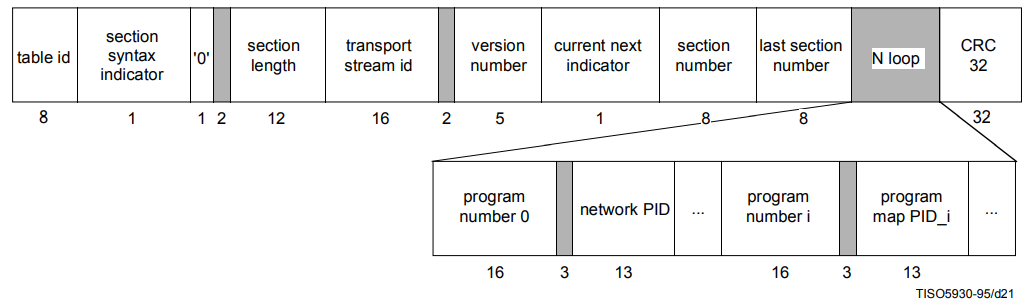 table id
section
syntax
indicator
'0'
section
length
transport
stream id
version
number
current next
indicator
section
number
last section
number
N loop
CRC
32
8
1
1
2
12
16
2
5
1
8
8
32
program
number 0
network PID
...
program
number i
program
map PID_i
...
16
3
13
16
3
13
TISO5930-95/d21